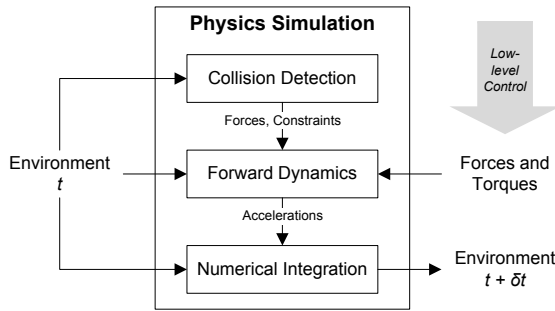 Physics Simulation
Collision Detection
Low-
level
Control
Forces, Constraints
Environment
t
Forward Dynamics
Forces and
Torques
Accelerations
Numerical Integration
Environment
t + δt